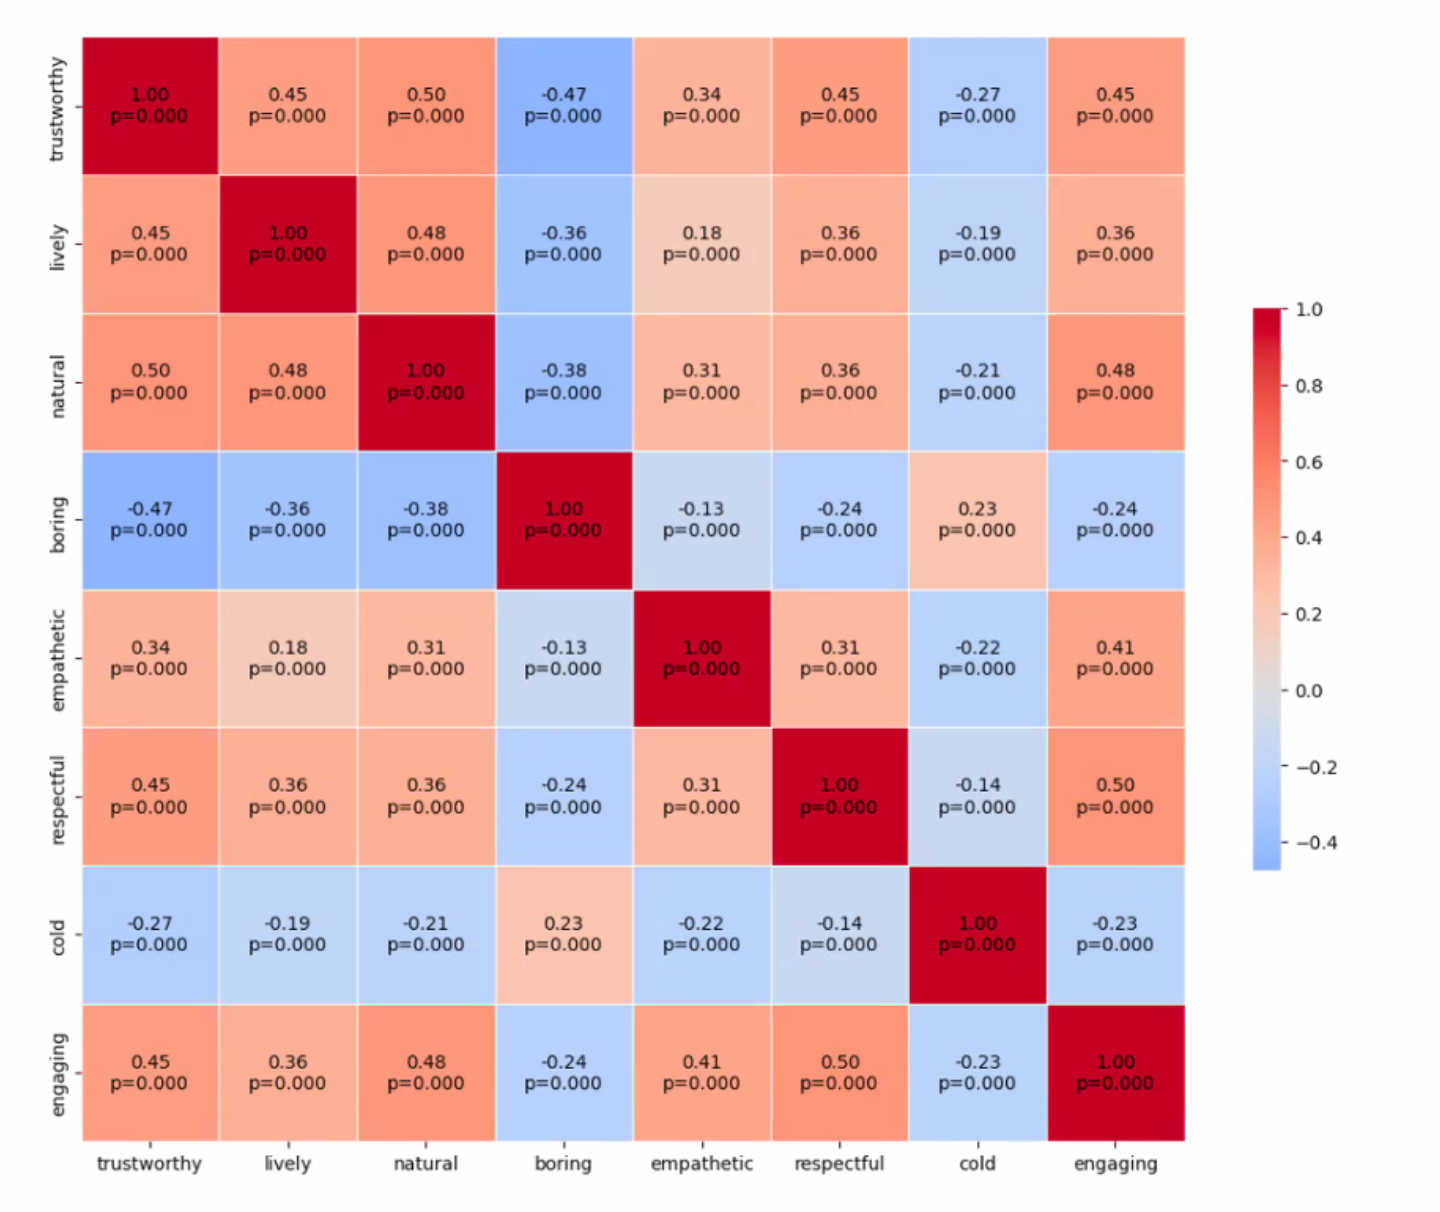 trustworthy
1.00 0.45 0.50 -0.47 0.34 0.45 -0.27 0.45
p=0.000 p=0.000 p=0.000 p=0.000 p=0.000 p=0.000 p=0.000 p=0.000
lively
0.45 1.00 0.48 -0.36 0.18 0.36 -0.19 0.36
p=0.000 p=0.000 p=0.000 p=0.000 p=0.000 p=0.000 p=0.000 p=0.000
natural
0.50 0.48 1.00 -0.38 0.31 0.36 -0.21 0.48
p=0.000 p=0.000 p=0.000 p=0.000 p=0.000 p=0.000 p=0.000 p=0.000
boring
-0.47 -0.36 -0.38 1.00 -0.13 -0.24 0.23 -0.24
p=0.000 p=0.000 p=0.000 p=0.000 p=0.000 p=0.000 p=0.000 p=0.000
empathetic
0.34 0.18 0.31 -0.13 1.00 0.31 -0.22 0.41
p=0.000 p=0.000 p=0.000 p=0.000 p=0.000 p=0.000 p=0.000 p=0.000
respectful
0.45 0.36 0.36 -0.24 0.31 1.00 -0.14 0.50
p=0.000 p=0.000 p=0.000 p=0.000 p=0.000 p=0.000 p=0.000 p=0.000
cold
-0.27 -0.19 -0.21 0.23 -0.22 -0.14 1.00 -0.23
p=0.000 p=0.000 p=0.000 p=0.000 p=0.000 p=0.000 p=0.000 p=0.000
engaging
0.45 0.36 0.48 -0.24 0.41 0.50 -0.23 1.00
p=0.000 p=0.000 p=0.000 p=0.000 p=0.000 p=0.000 p=0.000 p=0.000
trustworthy lively natural boring empathetic respectful cold engaging
1.0
0.8
0.6
0.4
0.2
0.0
−0.2
−0.4